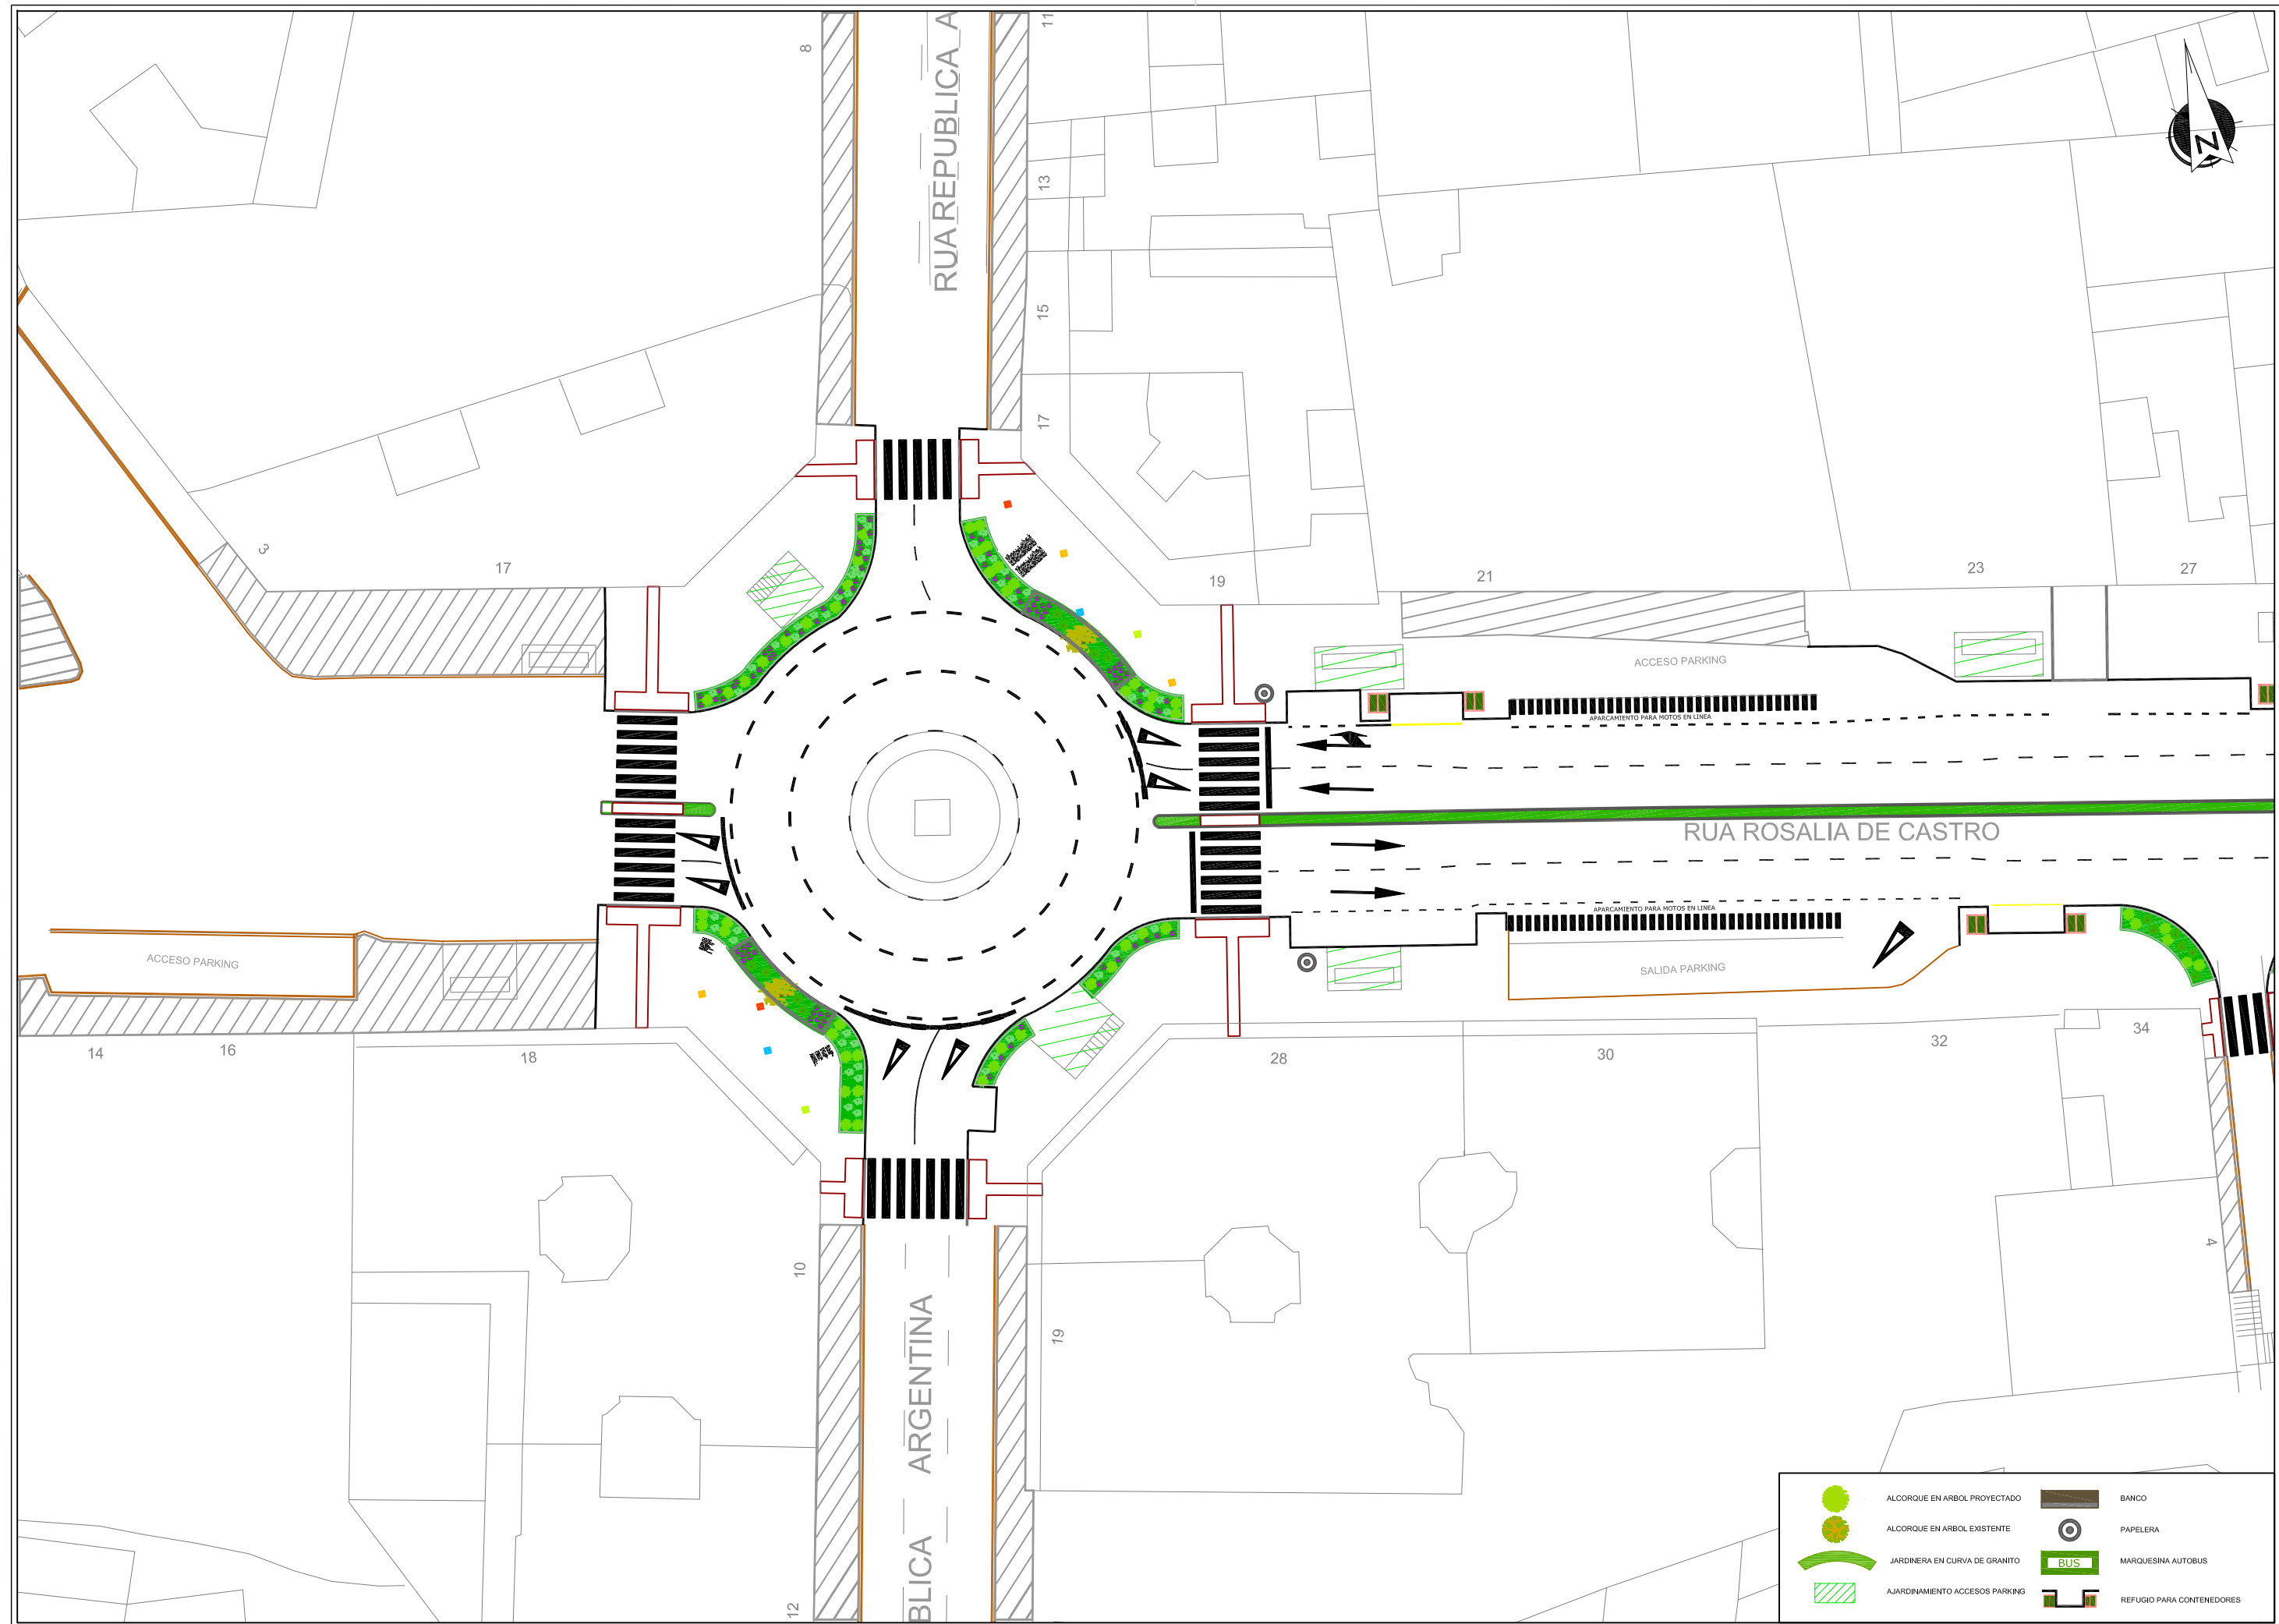 8
11
RUA REPUBLICA A
N
13
15
17
3
17
19
21
23
27
ACCESO PARKING
APARCAMIENTO PARA MOTOS EN LINEA
RUA ROSALIA DE CASTRO
APARCAMIENTO PARA MOTOS EN LINEA
ACCESO PARKING
SALIDA PARKING
14
16
18
28
30
32
34
4
10
19
BLICA ARGENTINA
12
ALCORQUE EN ARBOL PROYECTADO
BANCO
ALCORQUE EN ARBOL EXISTENTE
PAPELERA
JARDINERA EN CURVA DE GRANITO
BUS
MARQUESINA AUTOBUS
AJARDINAMIENTO ACCESOS PARKING
REFUGIO PARA CONTENEDORES